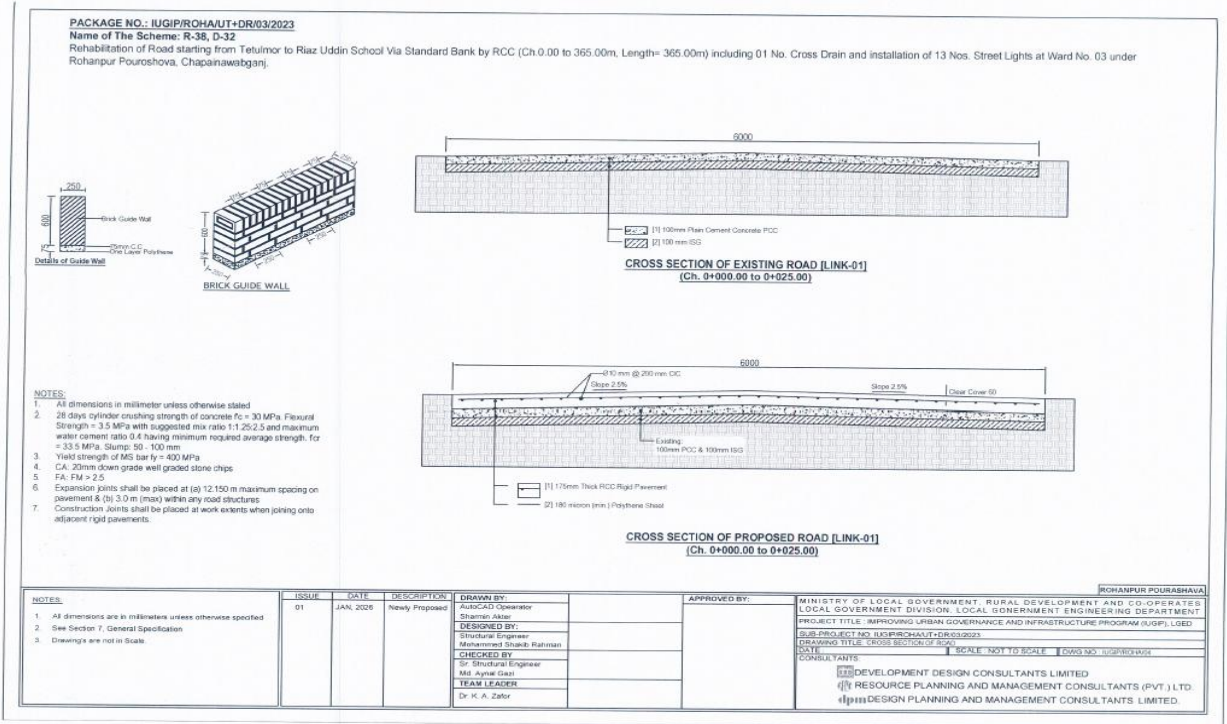 PACKAGE NO.: IUGIP/ROHA/UT+DR/03/2023
Name of The Scheme: R-38, D-32
Rehabilitation of Road starting from Tetulmor to Riaz Uddin School Via Standard Bank by RCC (Ch.0.00 to 365.00m, Length= 365.00m) including 01 No. Cross Drain and installation of 13 Nos. Street Lights at Ward No. 03 under
Rohanpur Pouroshova, Chapainawabganj.
250
600
75
Brick Guide Wall
75mm C.C
One Layer Polythene
Details of Guide Wall
250
250
250
250
600
75
250
250
250
BRICK GUIDE WALL
6000
[1] 100mm Plain Cement Concrete PCC
[2] 100 mm ISG
CROSS SECTION OF EXISTING ROAD [LINK-01]
(Ch. 0+000.00 to 0+025.00)
6000
Ø10 mm @ 200 mm C/C
Slope 2.5%
Slope 2.5%
Clear Cover 50
Existing:
100mm PCC & 100mm ISG
[1] 175mm Thick RCC Rigid Pavement
[2] 180 micron (min.) Polythene Sheet
CROSS SECTION OF PROPOSED ROAD [LINK-01]
(Ch. 0+000.00 to 0+025.00)
NOTES:
1. All dimensions in millimeter unless otherwise stated
2. 28 days cylinder crushing strength of concrete f'c = 30 MPa. Flexural
Strength = 3.5 MPa with suggested mix ratio 1:1.25:2.5 and maximum
water cement ratio 0.4 having minimum required average strength. fcr
= 33.5 MPa. Slump: 50 - 100 mm
3. Yield strength of MS bar fy = 400 MPa
4. CA: 20mm down grade well graded stone chips
5. FA: FM > 2.5
6. Expansion joints shall be placed at (a) 12.150 m maximum spacing on
pavement & (b) 3.0 m (max) within any road structures
7. Construction Joints shall be placed at work extents when joining onto
adjacent rigid pavements
NOTES:
1. All dimensions are in millimeters unless otherwise specified
2. See Section 7, General Specification
3. Drawing's are not in Scale.
ISSUE DATE DESCRIPTION
01 JAN, 2026 Newly Proposed
DRAWN BY:
AutoCAD Opearator
Sharmin Akter
DESIGNED BY:
Structural Engineer
Mohammed Shakib Rahman
CHECKED BY
Sr. Structural Engineer
Md. Aynal Gazi
TEAM LEADER
Dr. K. A. Zafor
APPROVED BY:
ROHANPUR POURASHAVA
MINISTRY OF LOCAL GOVERNMENT, RURAL DEVELOPMENT AND CO-OPERATES
LOCAL GOVERNMENT DIVISION, LOCAL GONERNMENT ENGINEERING DEPARTMENT
PROJECT TITLE : IMPROVING URBAN GOVERNANCE AND INFRASTRUCTURE PROGRAM (IUGIP), LGED
SUB-PROJECT NO. IUGIP/ROHA/UT+DR/03/2023
DRAWING TITLE: CROSS SECTION OF ROAD
DATE SCALE : NOT TO SCALE DWG NO : IUGIP/ROHA/04
CONSULTANTS:
DEVELOPMENT DESIGN CONSULTANTS LIMITED
RESOURCE PLANNING AND MANAGEMENT CONSULTANTS (PVT.) LTD.
dpm DESIGN PLANNING AND MANAGEMENT CONSULTANTS LIMITED.